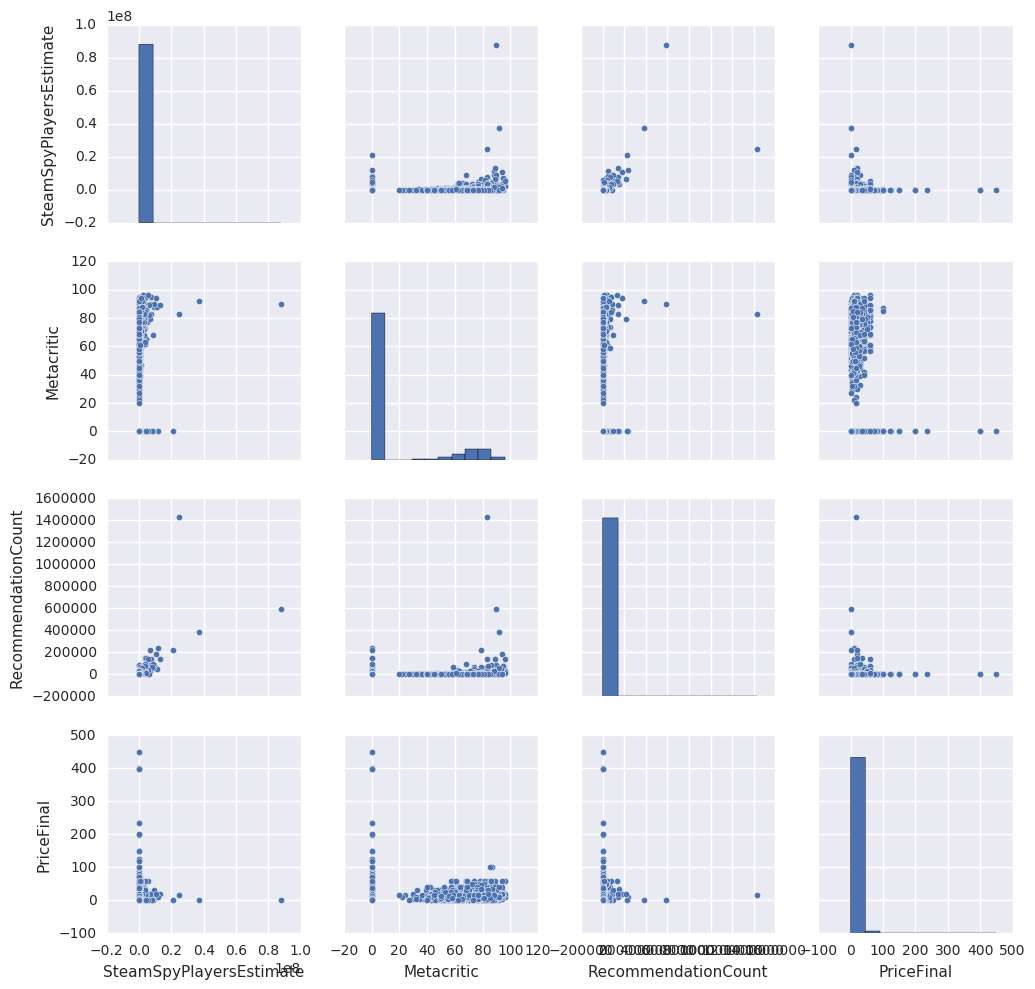 1e8
1.0
0.8
0.6
0.4
0.2
0.0
−0.2
SteamSpyPlayersEstimate
120
100
80
60
40
20
0
−20
Metacritic
1600000
1400000
1200000
1000000
800000
600000
400000
200000
0
−200000
RecommendationCount
500
400
300
200
100
0
−100
PriceFinal
−0.2 0.0 0.2 0.4 0.6 0.8 1.0
1e8
SteamSpyPlayersEstimate
−20 0 20 40 60 80 100 120
Metacritic
RecommendationCount
−100 0 100 200 300 400 500
PriceFinal